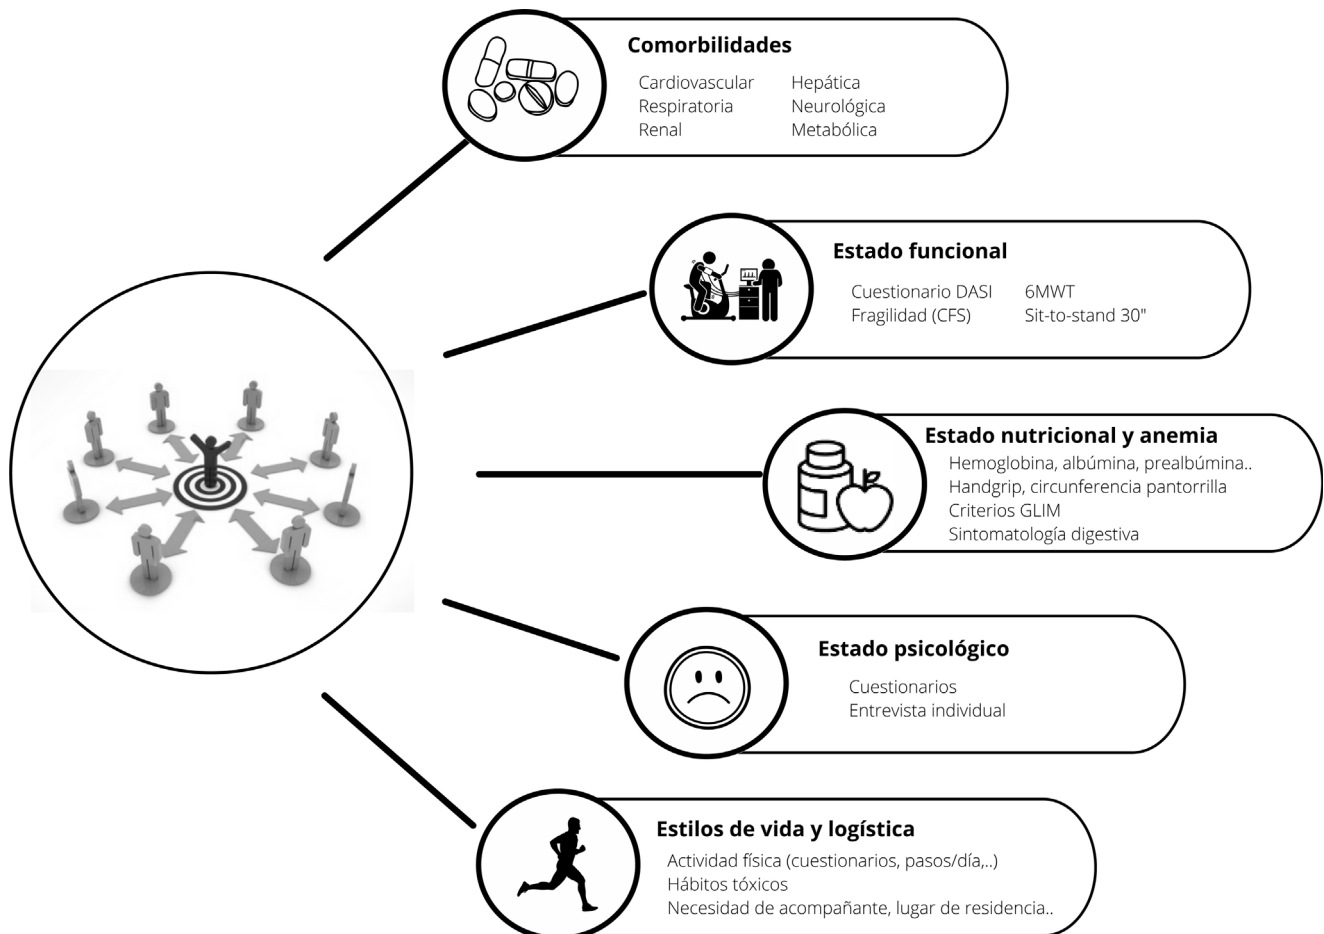 Comorbilidades
Cardiovascular Hepática
Respiratoria Neurológica
Renal Metabólica
Estado funcional
Cuestionario DASI 6MWT
Fragilidad (CFS) Sit-to-stand 30"
Estado nutricional y anemia
Hemoglobina, albúmina, prealbúmina..
Handgrip, circunferencia pantorrilla
Criterios GLIM
Sintomatología digestiva
Estado psicológico
Cuestionarios
Entrevista individual
Estilos de vida y logística
Actividad física (cuestionarios, pasos/día,..)
Hábitos tóxicos
Necesidad de acompañante, lugar de residencia..